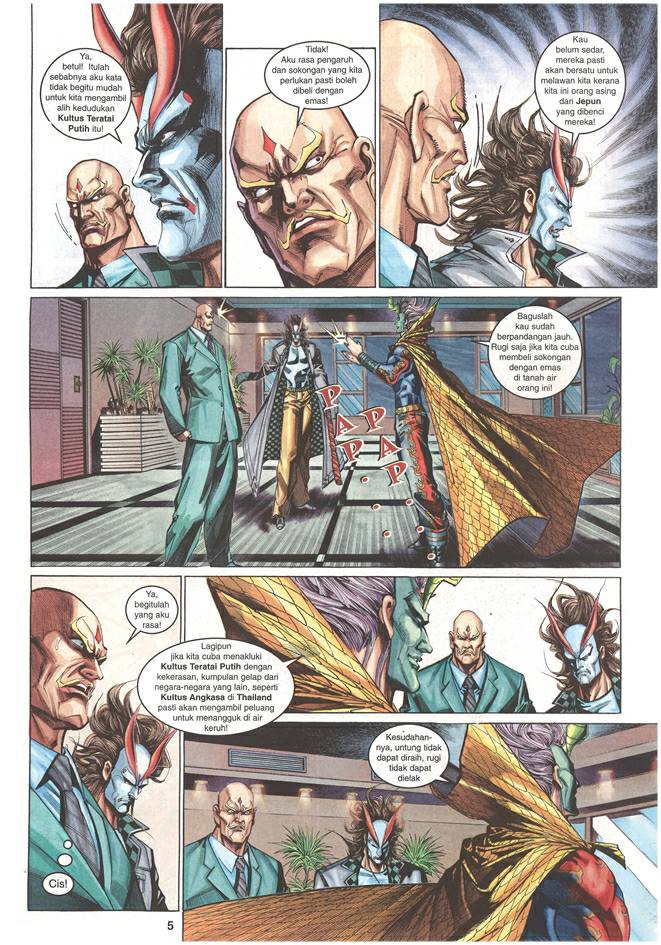 Ya,
betul! Itulah
sebabnya aku kata
tidak begitu mudah
untuk kita mengambil
alih kedudukan
Kultus Teratai
Putih itu!
Tidak!
Aku rasa pengaruh
dan sokongan yang kita
perlukan pasti boleh
dibeli dengan
emas!
Kau
belum sedar,
mereka pasti
akan bersatu untuk
melawan kita kerana
kita ini orang asing
dari Jepun
yang dibenci
mereka!
Baguslah
kau sudah
berpandangan jauh.
Rugi saja jika kita cuba
membeli sokongan
dengan emas
di tanah air
orang ini!
PAP
PAP
Ya,
begitulah
yang aku
rasa!
Cis!
Lagipun
jika kita cuba menakluki
Kultus Teratai Putih dengan
kekerasan, kumpulan gelap dari
negara-negara yang lain, seperti
Kultus Angkasa di Thailand
pasti akan mengambil peluang
untuk menangguk di air
keruh!
Kesudahan-
nya, untung tidak
dapat diraih, rugi
tidak dapat
dielak
5